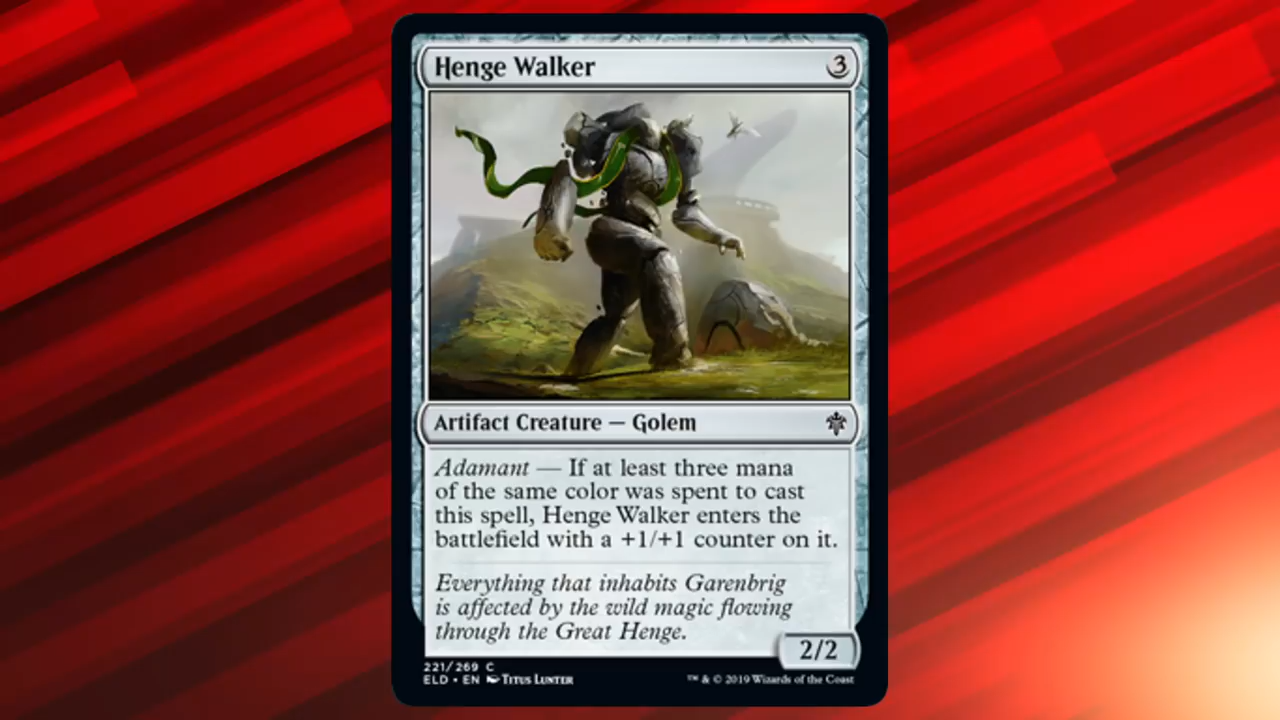 Henge Walker 3
Artifact Creature — Golem
Adamant — If at least three mana
of the same color was spent to cast
this spell, Henge Walker enters the
battlefield with a +1/+1 counter on it.
Everything that inhabits Garenbrig
is affected by the wild magic flowing
through the Great Henge.
2/2
221/269 C
ELD • EN Titus Lunter
™ & © 2019 Wizards of the Coast